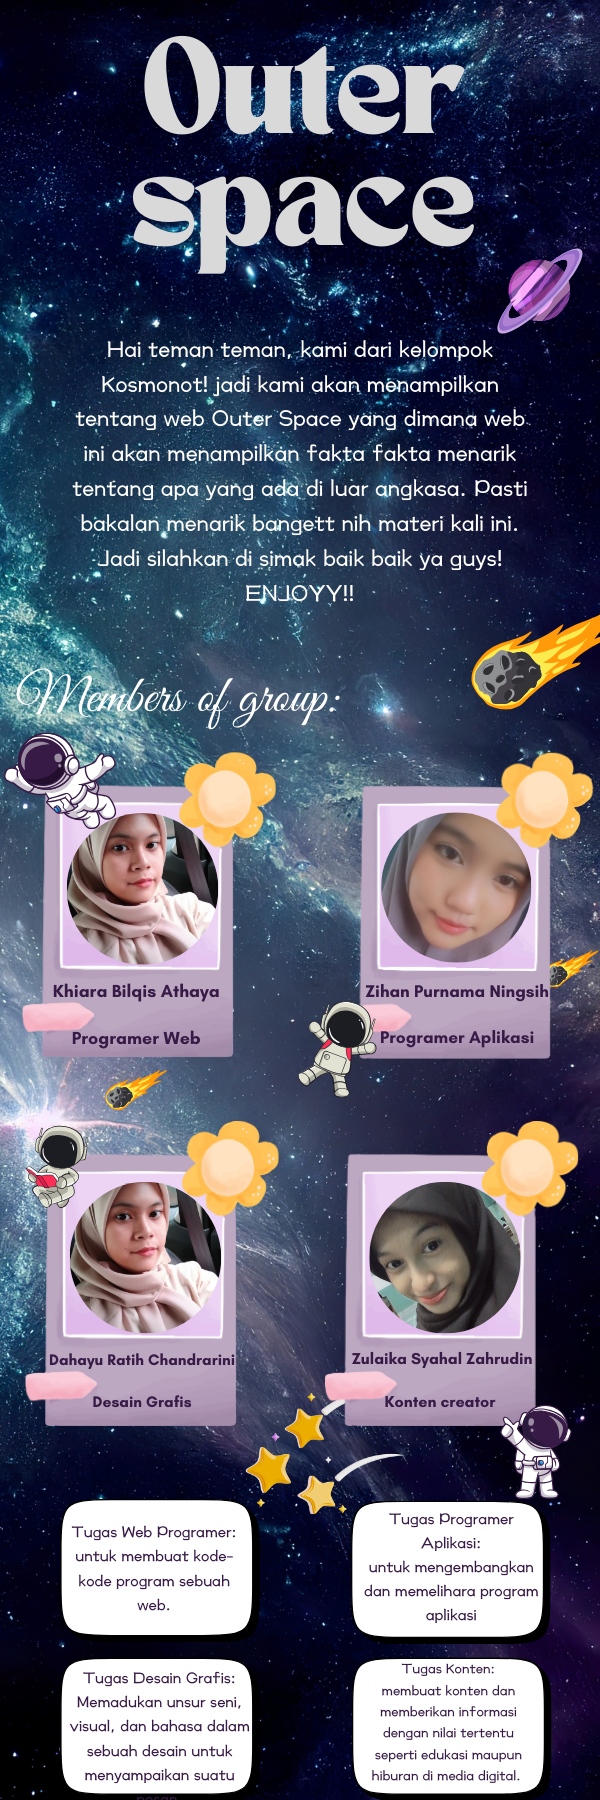 Outer
space
Hai teman teman, kami dari kelompok
Kosmonot! jadi kami akan menampilkan
tentang web Outer Space yang dimana web
ini akan menampilkan fakta fakta menarik
tentang apa yang ada di luar angkasa. Pasti
bakalan menarik bangett nih materi kali ini.
Jadi silahkan di simak baik baik ya guys!
ENJOYY!!
Members of group:
Khiara Bilqis Athaya
Programer Web
Zihan Purnama Ningsih
Programer Aplikasi
Dahayu Ratih Chandrarini
Desain Grafis
Zulaika Syahal Zahrudin
Konten creator
Tugas Web Programer:
untuk membuat kode-
kode program sebuah
web.
Tugas Programer
Aplikasi:
untuk mengembangkan
dan memelihara program
aplikasi
Tugas Desain Grafis:
Memadukan unsur seni,
visual, dan bahasa dalam
sebuah desain untuk
menyampaikan suatu
pesan
Tugas Konten:
membuat konten dan
memberikan informasi
dengan nilai tertentu
seperti edukasi maupun
hiburan di media digital.